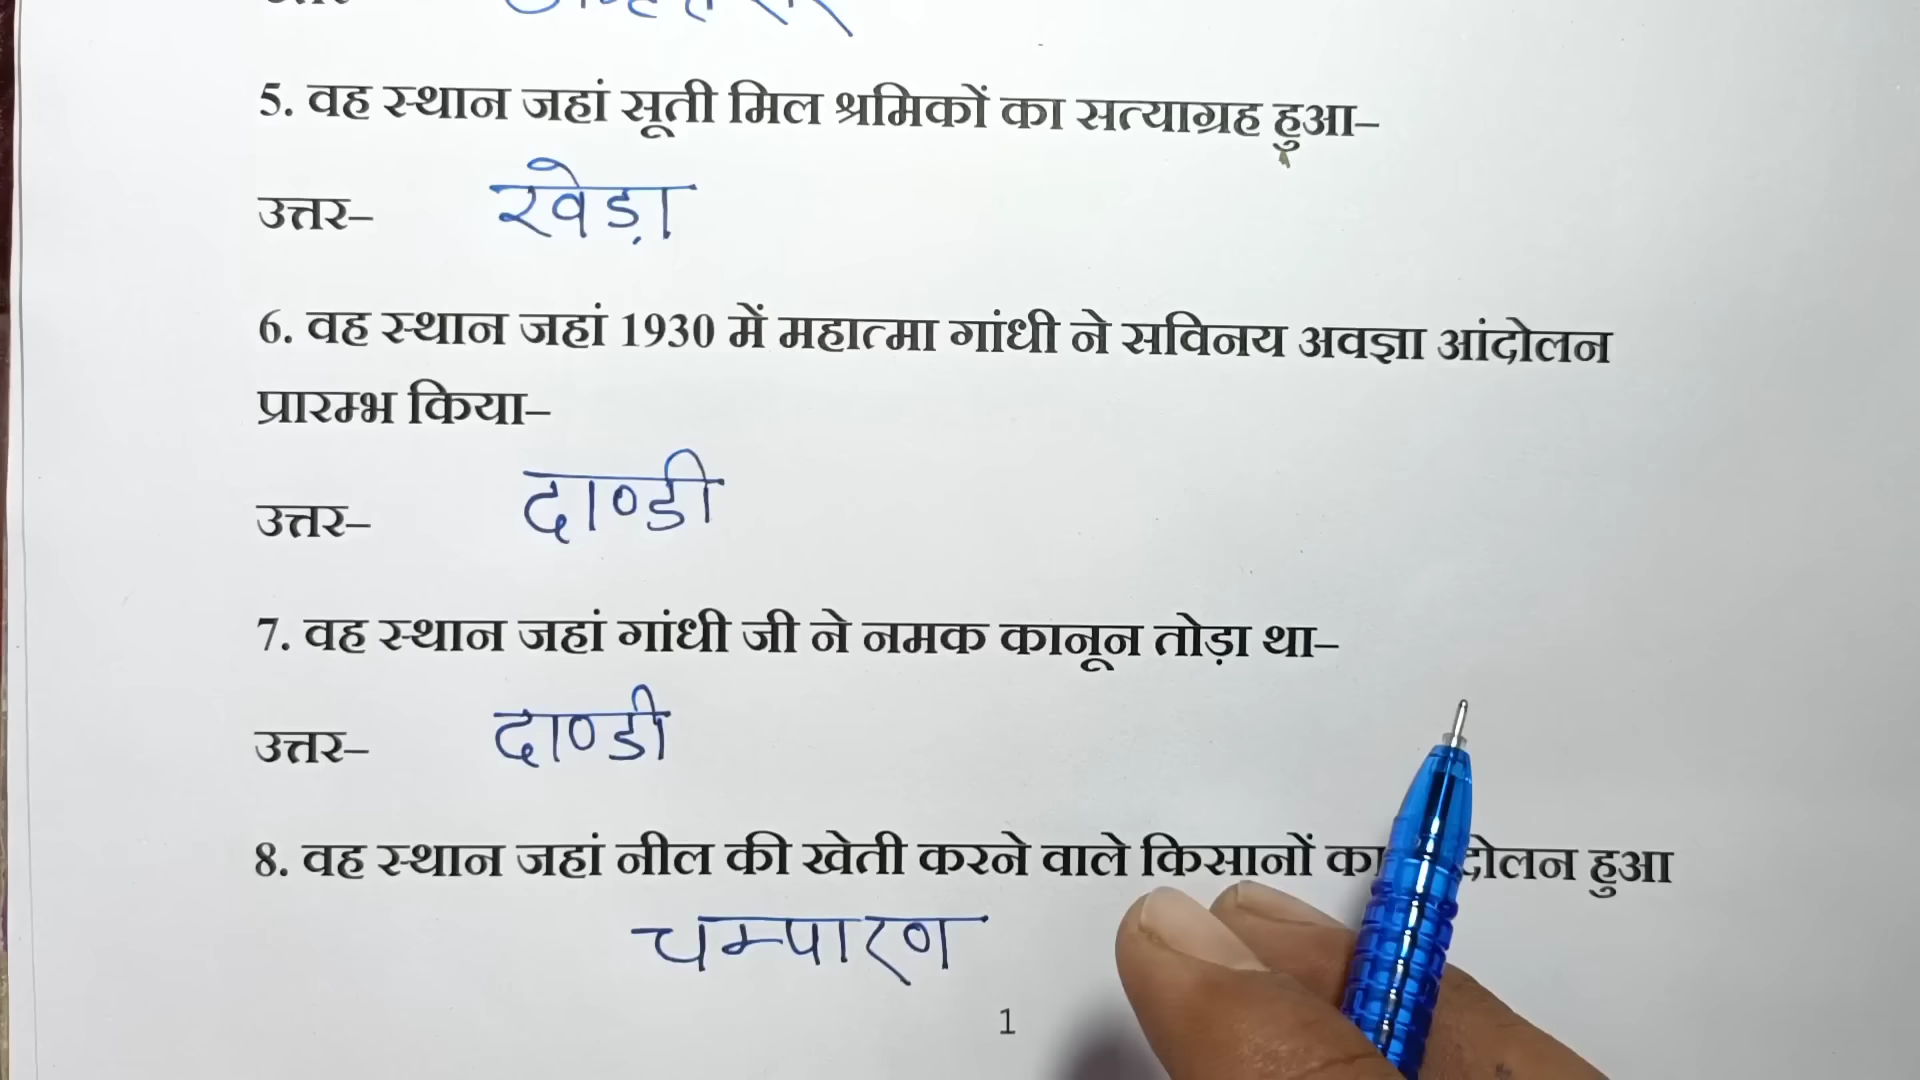 5. वह स्थान जहां सूती मिल श्रमिकों का सत्याग्रह हुआ–
उत्तर– खेड़ा
6. वह स्थान जहां 1930 में महात्मा गांधी ने सविनय अवज्ञा आंदोलन
प्रारम्भ किया–
उत्तर– दाण्डी
7. वह स्थान जहां गांधी जी ने नमक कानून तोड़ा था–
उत्तर– दाण्डी
8. वह स्थान जहां नील की खेती करने वाले किसानों का हुआ
चम्पारण
1